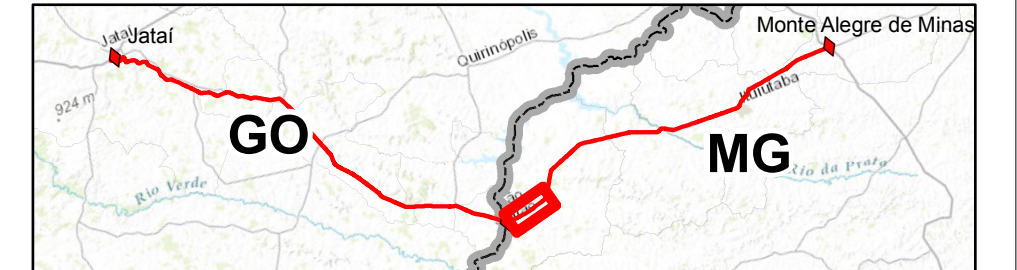 Monte Alegre de Minas
Jataí
Jataí
Quirinópolis
Ituiutaba
924 m
GO
MG
Rio da Prata
Rio Verde